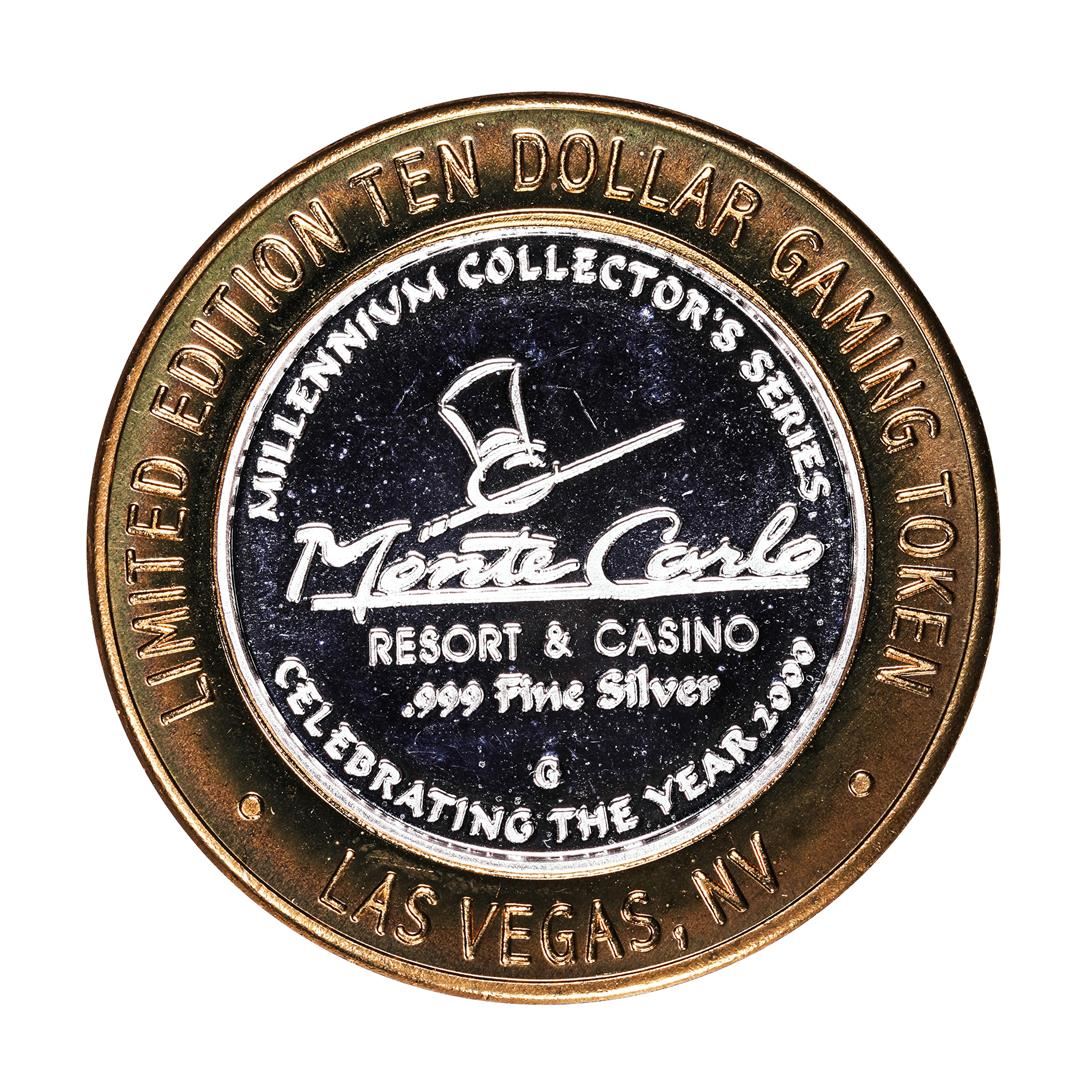 LIMITED EDITION TEN DOLLAR GAMING TOKEN
MILLENNIVM COLLECTOR'S SERIES
Monte Carlo
RESORT & CASINO
.999 Fine Silver
G
CELEBRATING THE YEAR 2000
• LAS VEGAS, NV •